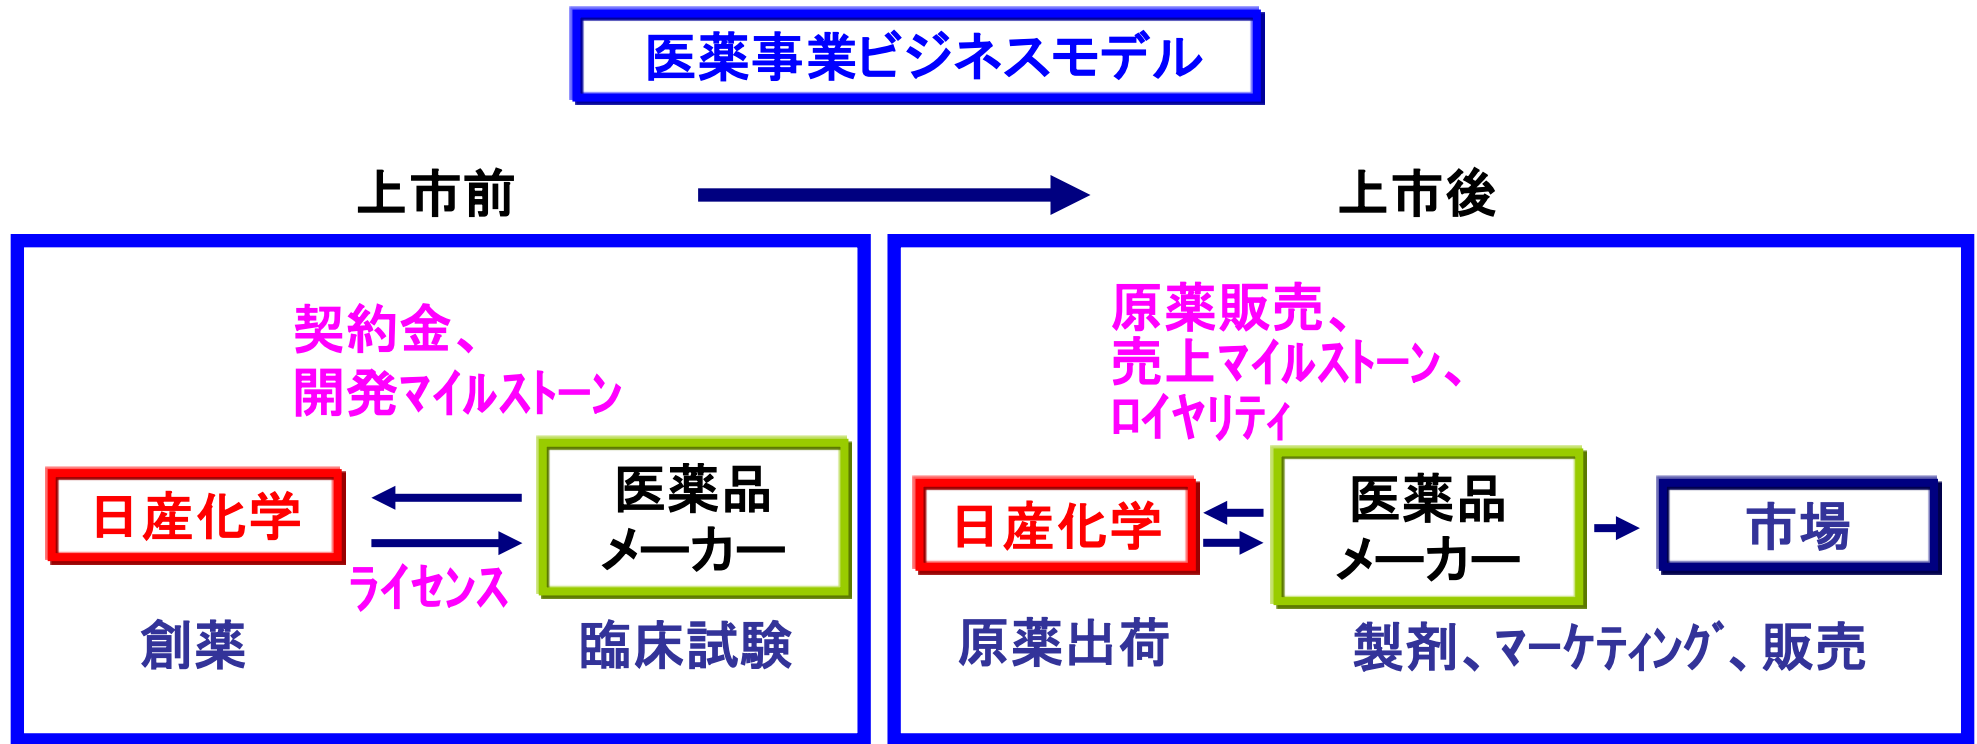 医薬事業ビジネスモデル
上市前
上市後
契約金、
開発ﾏｲﾙｽﾄｰﾝ
日産化学
医薬品
メーカー
ﾗｲｾﾝｽ
創薬
臨床試験
原薬販売、
売上ﾏｲﾙｽﾄｰﾝ、
ﾛｲﾔﾘﾃｨ
日産化学
医薬品
メーカー
市場
原薬出荷
製剤、ﾏｰｹﾃｨﾝｸﾞ、販売